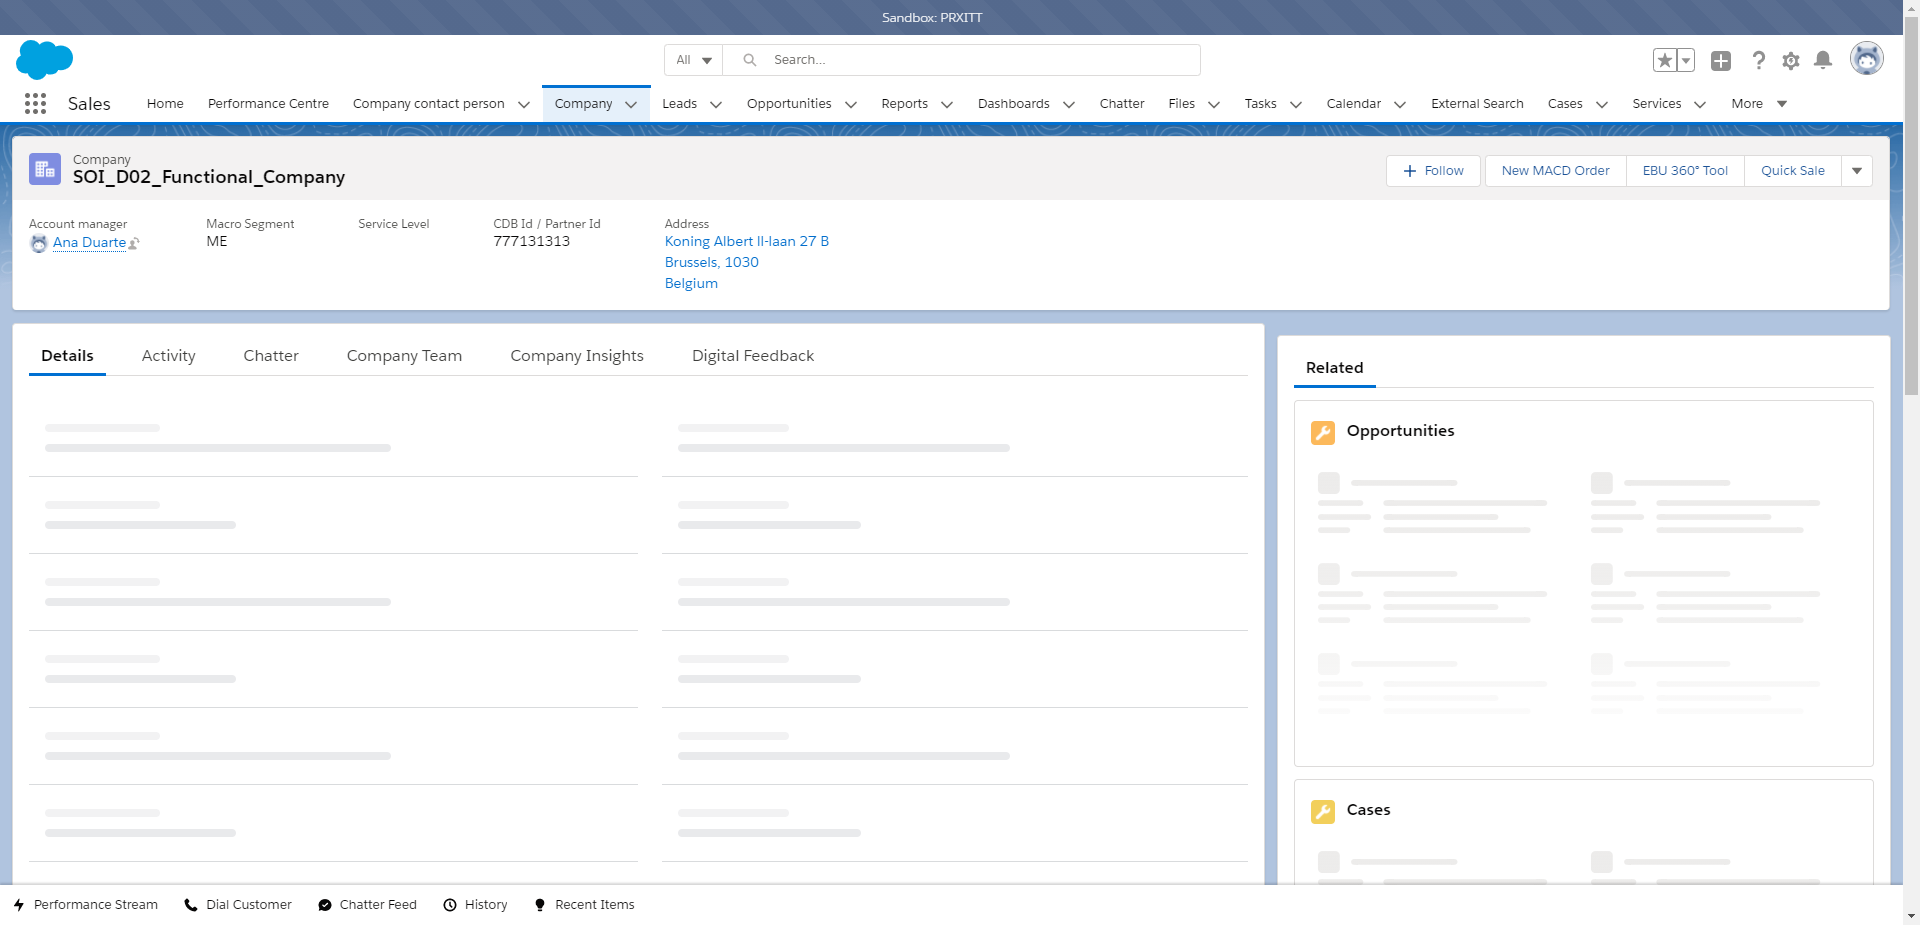 Sandbox: PRXITT
All
Search...
Sales
Home
Performance Centre
Company contact person
Company
Leads
Opportunities
Reports
Dashboards
Chatter
Files
Tasks
Calendar
External Search
Cases
Services
More
Company
SOI_D02_Functional_Company
Follow
New MACD Order
EBU 360° Tool
Quick Sale
Account manager
Ana Duarte
Macro Segment
ME
Service Level
CDB Id / Partner Id
777131313
Address
Koning Albert II-laan 27 B
Brussels, 1030
Belgium
Details
Activity
Chatter
Company Team
Company Insights
Digital Feedback
Related
Opportunities
Cases
Performance Stream
Dial Customer
Chatter Feed
History
Recent Items